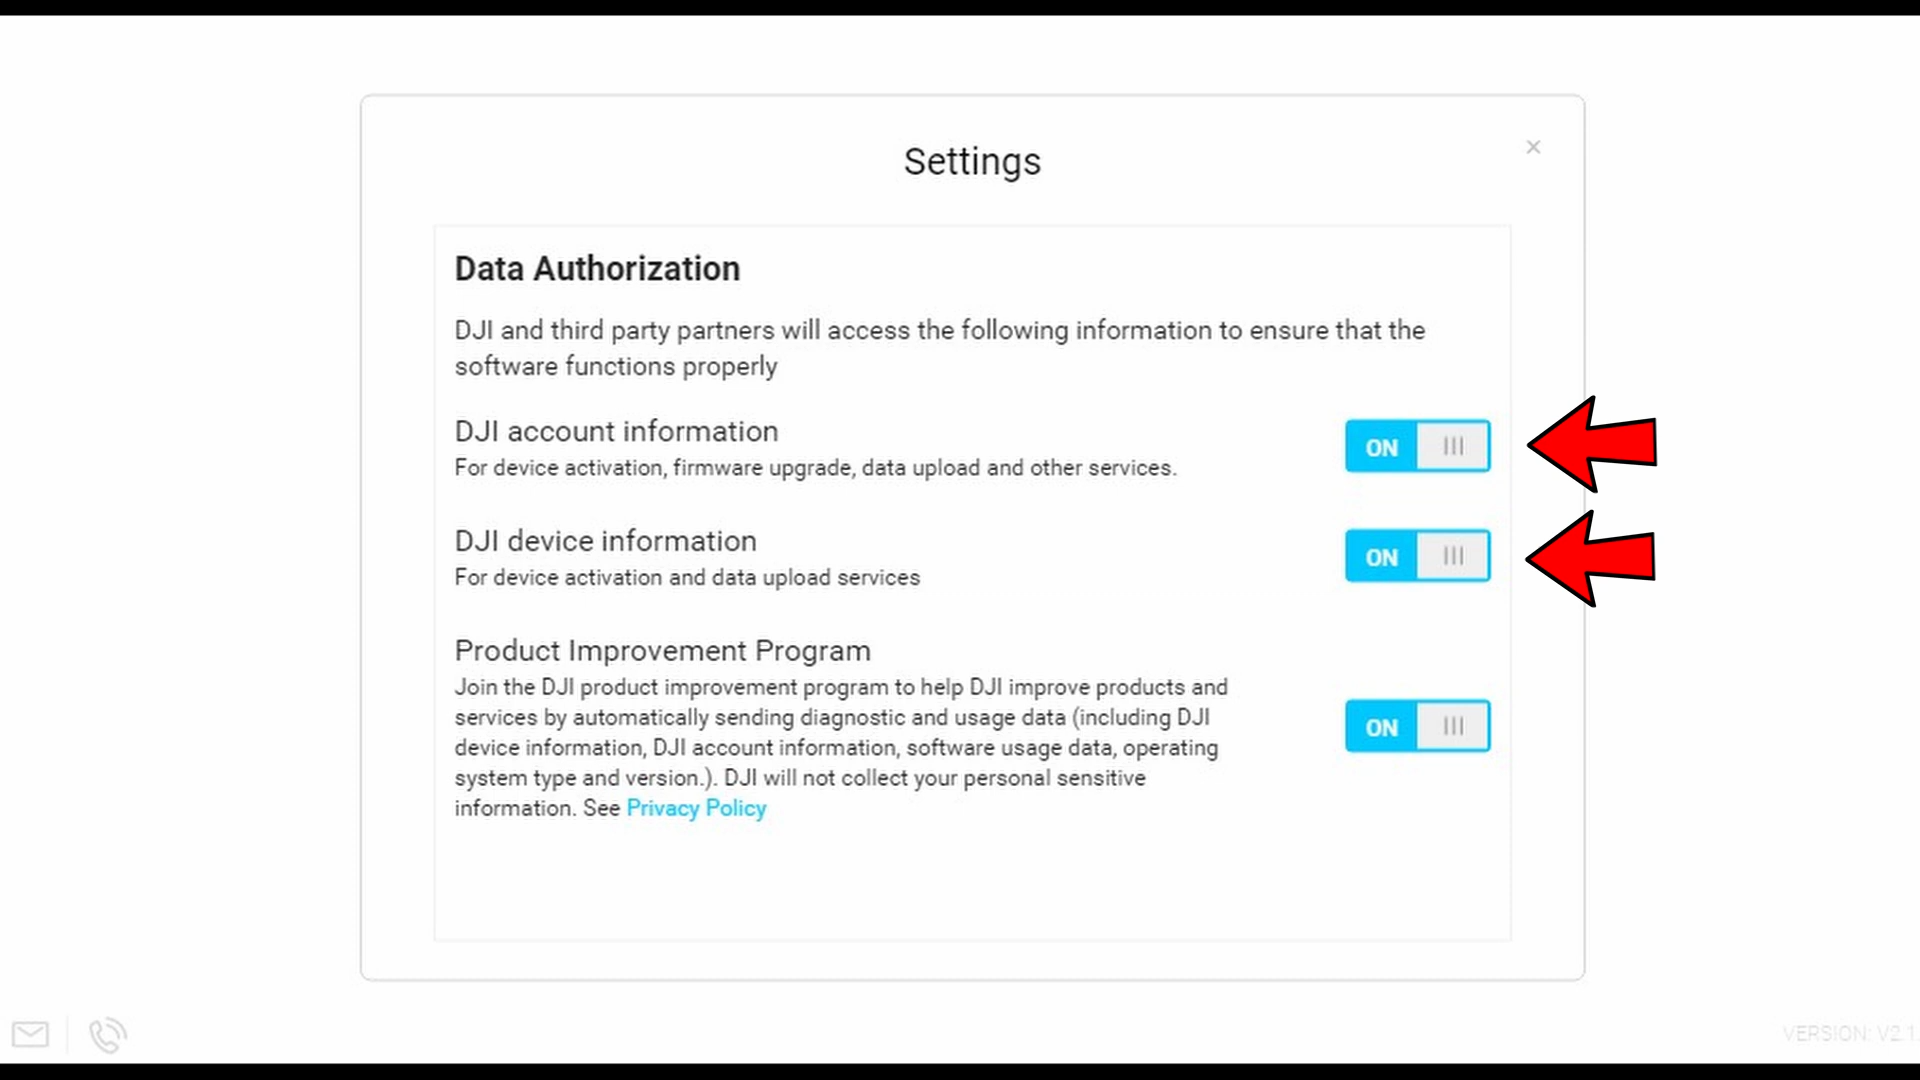 Settings
×
Data Authorization
DJI and third party partners will access the following information to ensure that the
software functions properly
DJI account information
For device activation, firmware upgrade, data upload and other services.
ON
DJI device information
For device activation and data upload services
ON
Product Improvement Program
Join the DJI product improvement program to help DJI improve products and
services by automatically sending diagnostic and usage data (including DJI
device information, DJI account information, software usage data, operating
system type and version.). DJI will not collect your personal sensitive
information. See Privacy Policy
ON
VERSION: V2.1.